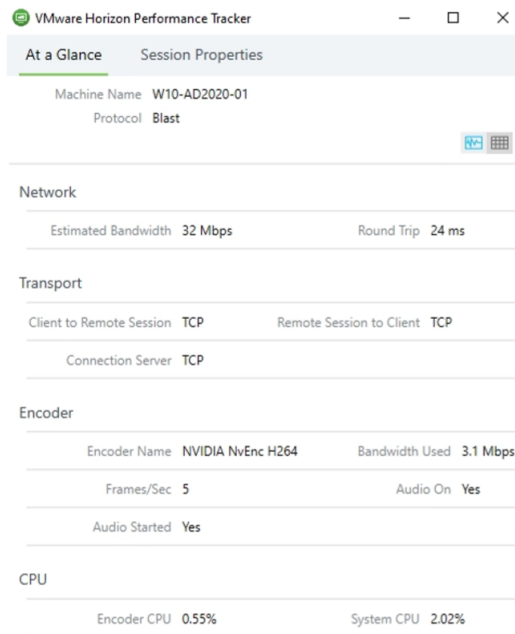 VMware Horizon Performance Tracker
At a Glance Session Properties
Machine Name W10-AD2020-01
Protocol Blast
Network
Estimated Bandwidth 32 Mbps Round Trip 24 ms
Transport
Client to Remote Session TCP Remote Session to Client TCP
Connection Server TCP
Encoder
Encoder Name NVIDIA NvEnc H264 Bandwidth Used 3.1 Mbps
Frames/Sec 5 Audio On Yes
Audio Started Yes
CPU
Encoder CPU 0.55% System CPU 2.02%